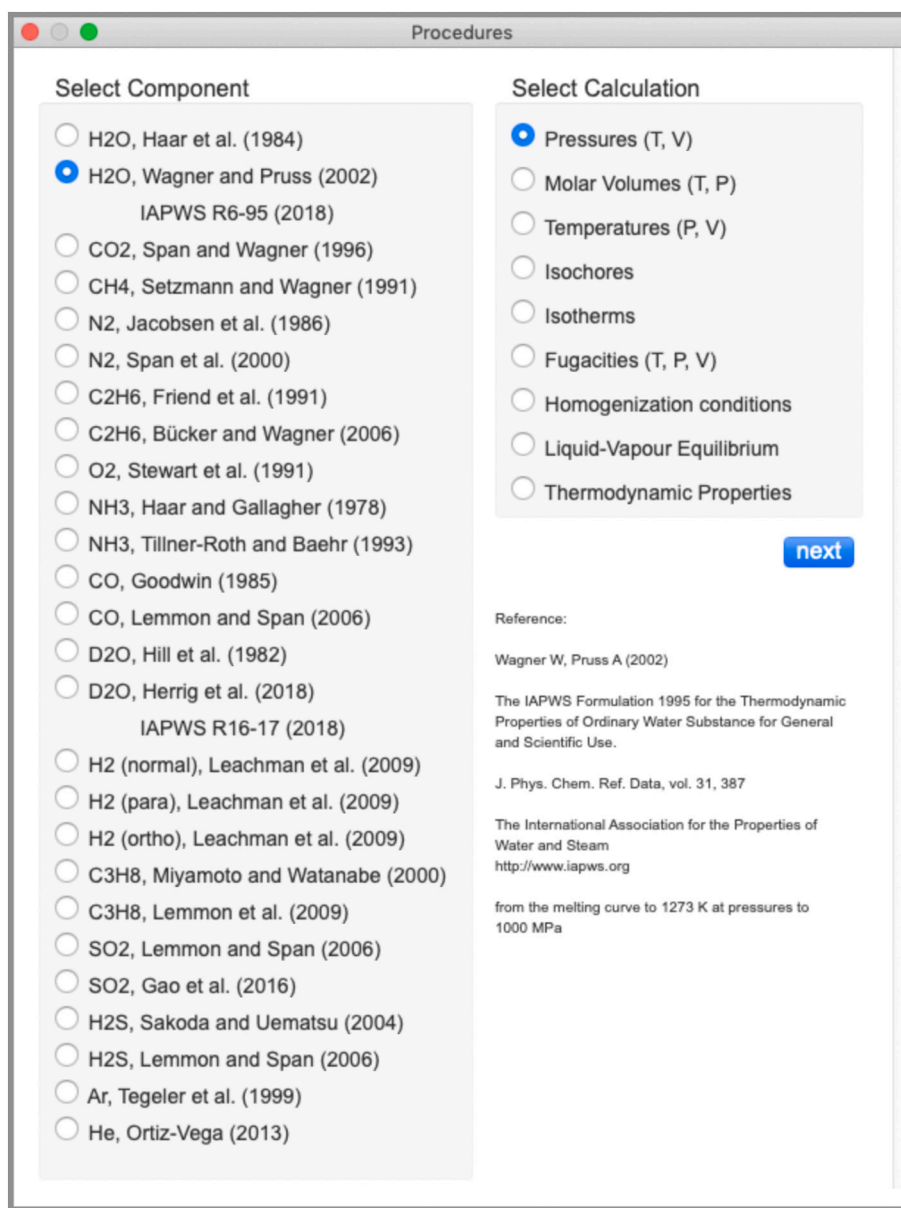 Procedures
Select Component
H2O, Haar et al. (1984)
H2O, Wagner and Pruss (2002)
IAPWS R6-95 (2018)
CO2, Span and Wagner (1996)
CH4, Setzmann and Wagner (1991)
N2, Jacobsen et al. (1986)
N2, Span et al. (2000)
C2H6, Friend et al. (1991)
C2H6, Bücker and Wagner (2006)
O2, Stewart et al. (1991)
NH3, Haar and Gallagher (1978)
NH3, Tillner-Roth and Baehr (1993)
CO, Goodwin (1985)
CO, Lemmon and Span (2006)
D2O, Hill et al. (1982)
D2O, Herrig et al. (2018)
IAPWS R16-17 (2018)
H2 (normal), Leachman et al. (2009)
H2 (para), Leachman et al. (2009)
H2 (ortho), Leachman et al. (2009)
C3H8, Miyamoto and Watanabe (2000)
C3H8, Lemmon et al. (2009)
SO2, Lemmon and Span (2006)
SO2, Gao et al. (2016)
H2S, Sakoda and Uematsu (2004)
H2S, Lemmon and Span (2006)
Ar, Tegeler et al. (1999)
He, Ortiz-Vega (2013)
Select Calculation
Pressures (T, V)
Molar Volumes (T, P)
Temperatures (P, V)
Isochores
Isotherms
Fugacities (T, P, V)
Homogenization conditions
Liquid-Vapour Equilibrium
Thermodynamic Properties
next
Reference:
Wagner W, Pruss A (2002)
The IAPWS Formulation 1995 for the Thermodynamic
Properties of Ordinary Water Substance for General
and Scientific Use.
J. Phys. Chem. Ref. Data, vol. 31, 387
The International Association for the Properties of
Water and Steam
http://www.iapws.org
from the melting curve to 1273 K at pressures to
1000 MPa